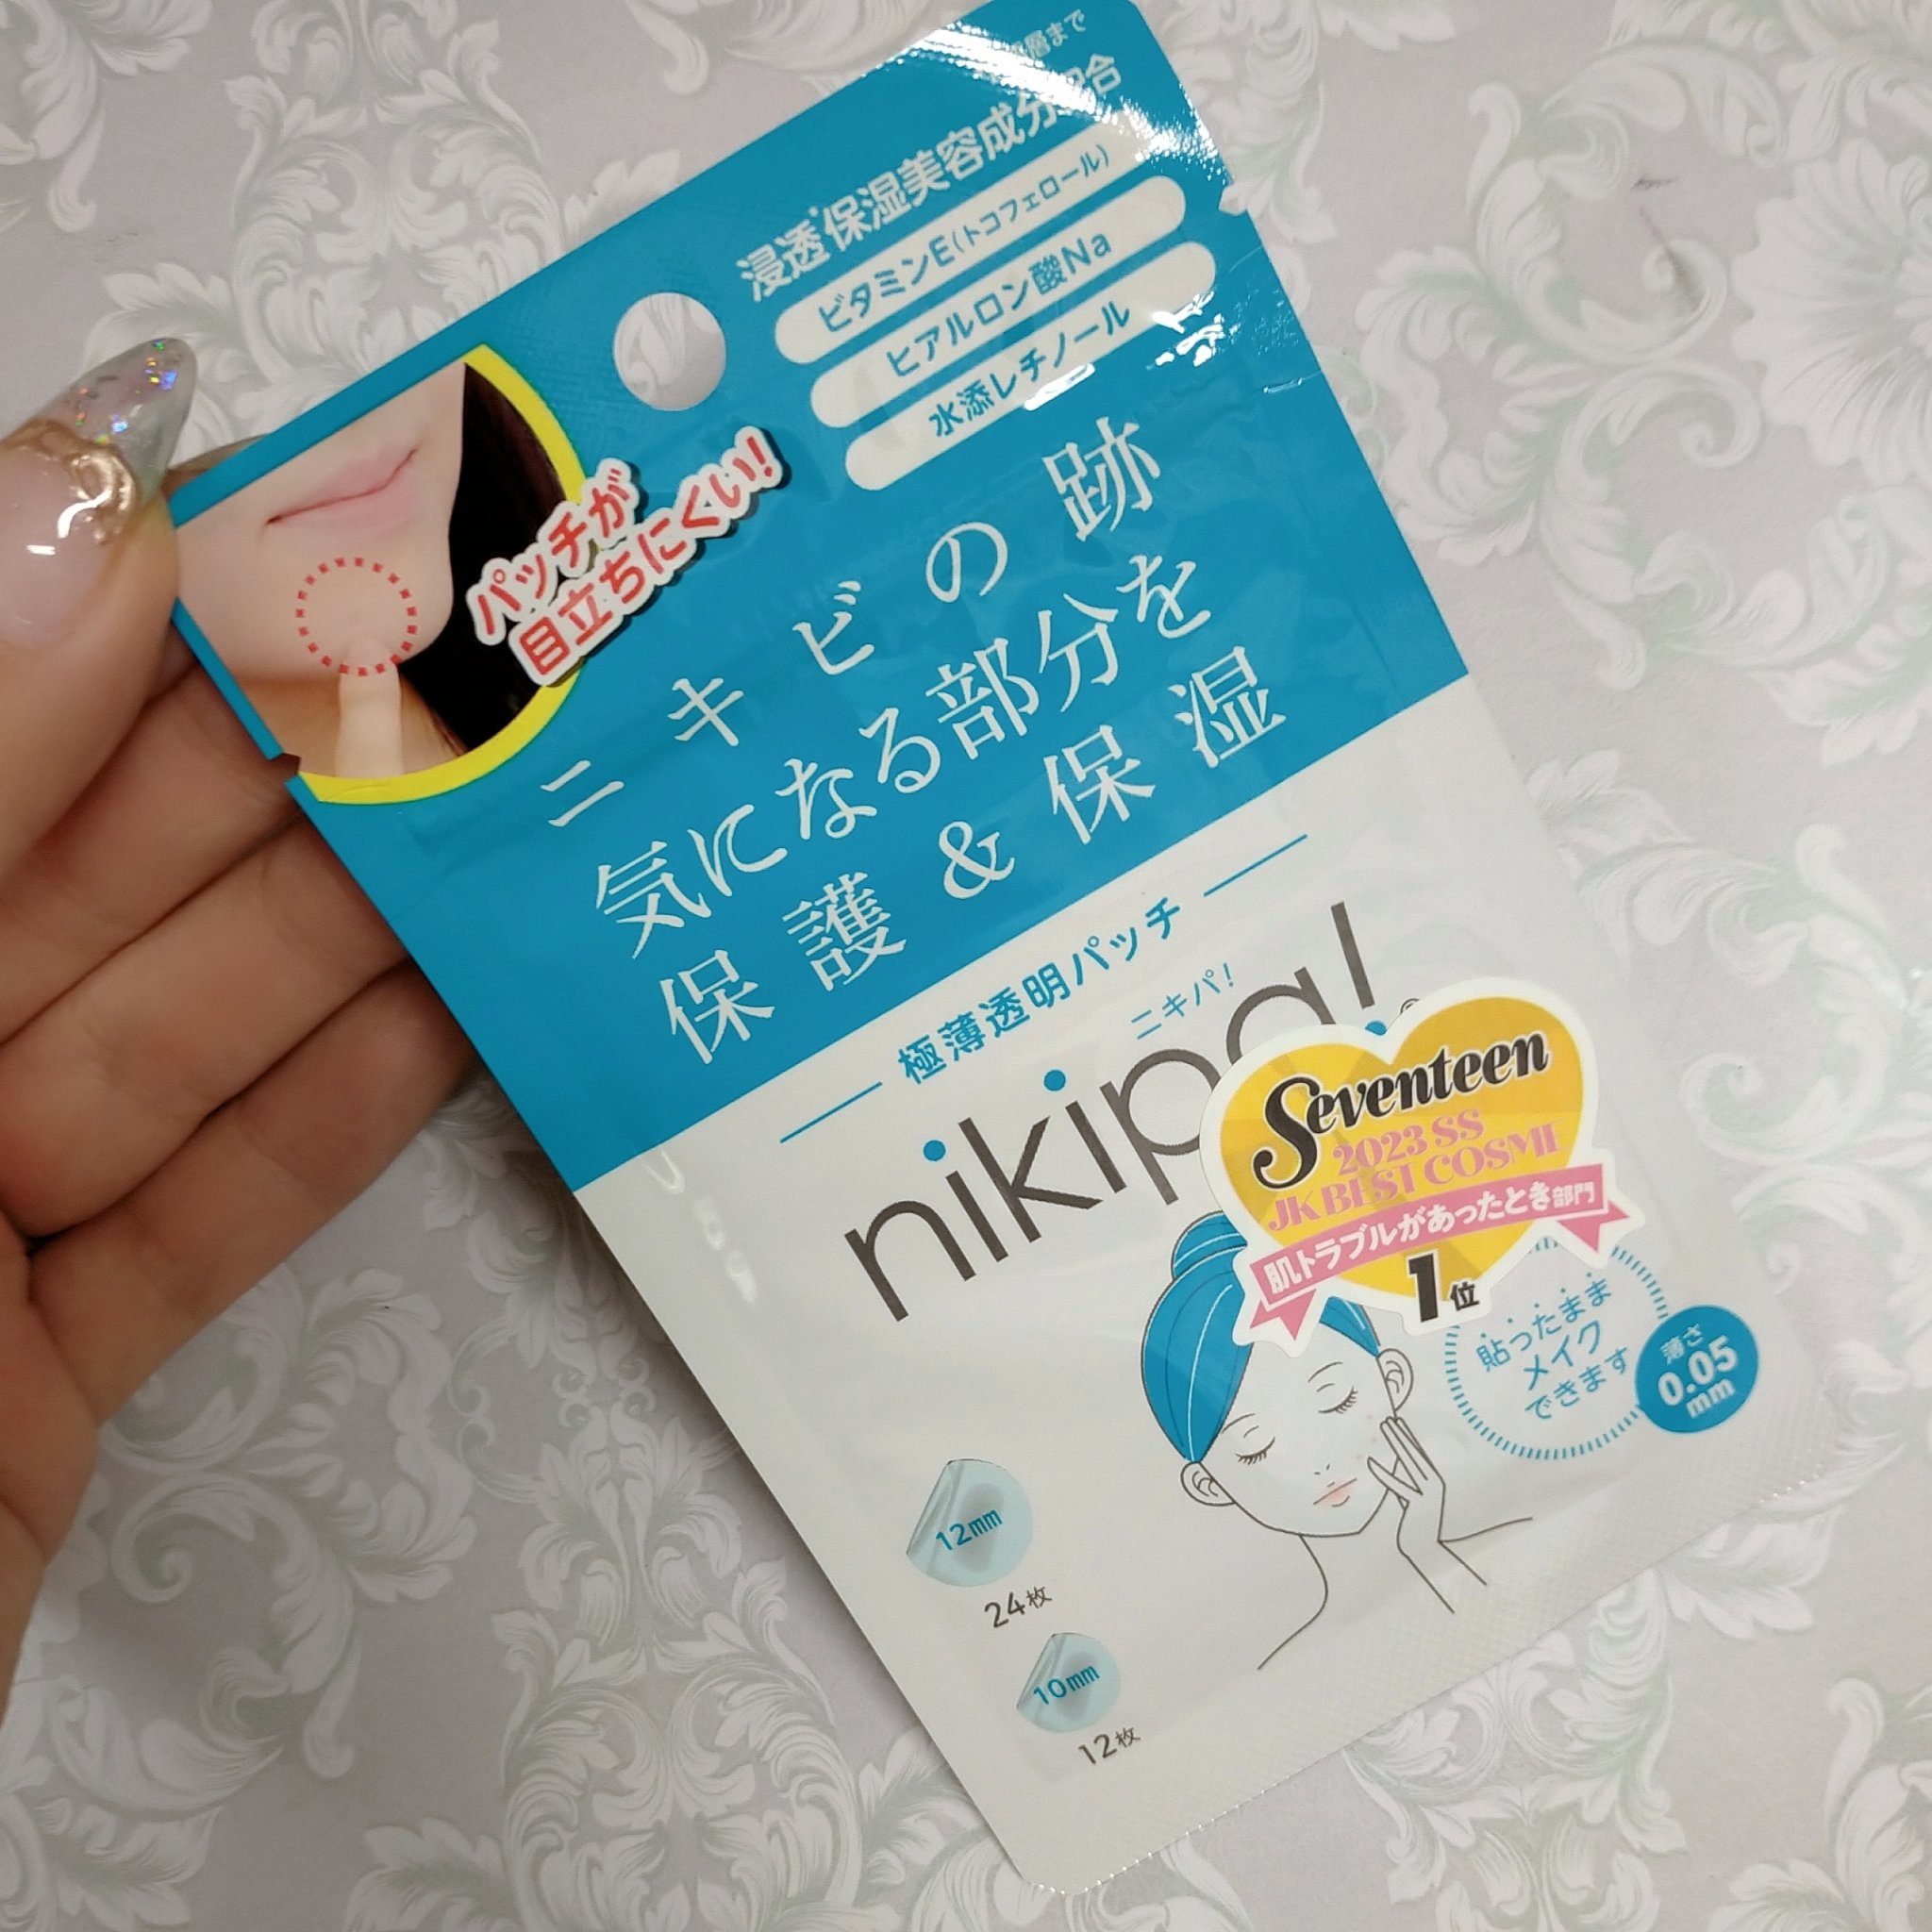 層まで
浸透*保湿美容成分配合
ビタミンE(トコフェロール)
ヒアルロン酸Na
水添レチノール
パッチが
目立ちにくい!
ニキビの跡
気になる部分を
保護&保湿
極薄透明パッチ
ニキパ!
nikipa!
Seventeen
2023 SS
JK BEST COSME
肌トラブルがあったとき部門
1位
貼ったまま
メイク
できます
薄さ
0.05
mm
12mm
24枚
10mm
12枚